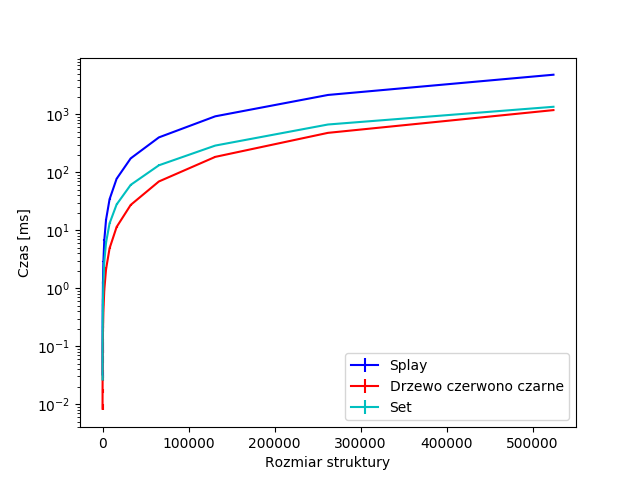 Czas [ms]
10³
10²
10¹
10⁰
10⁻¹
10⁻²
0 100000 200000 300000 400000 500000
Rozmiar struktury
Splay
Drzewo czerwono czarne
Set